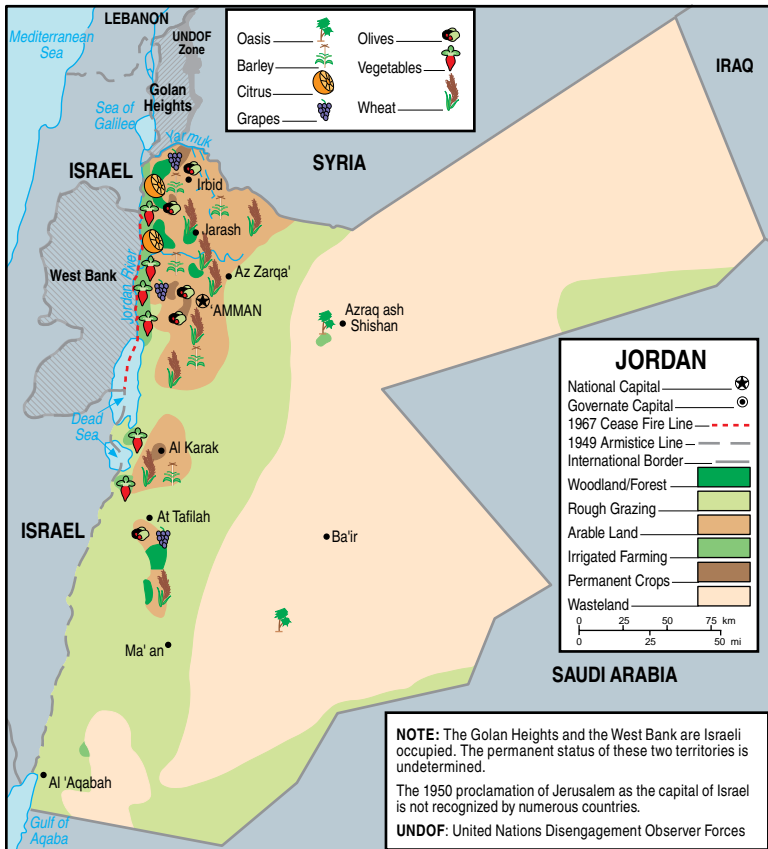 LEBANON
Mediterranean
Sea
UNDOF
Zone
Golan
Heights
Sea of
Galilee
Yarmuk
Oasis
Barley
Citrus
Grapes
Olives
Vegetables
Wheat
IRAQ
SYRIA
ISRAEL
Irbid
Jarash
West Bank
Jordan River
Az Zarqa'
'AMMAN
Azraq ash
Shishan
Dead
Sea
Al Karak
ISRAEL
At Tafilah
Ba'ir
Ma' an
Al 'Aqabah
Gulf of
Aqaba
SAUDI ARABIA
JORDAN
National Capital
Governate Capital
1967 Cease Fire Line
1949 Armistice Line
International Border
Woodland/Forest
Rough Grazing
Arable Land
Irrigated Farming
Permanent Crops
Wasteland
0 25 50 75 km
0 25 50 mi
NOTE: The Golan Heights and the West Bank are Israeli
occupied. The permanent status of these two territories is
undetermined.
The 1950 proclamation of Jerusalem as the capital of Israel
is not recognized by numerous countries.
UNDOF: United Nations Disengagement Observer Forces